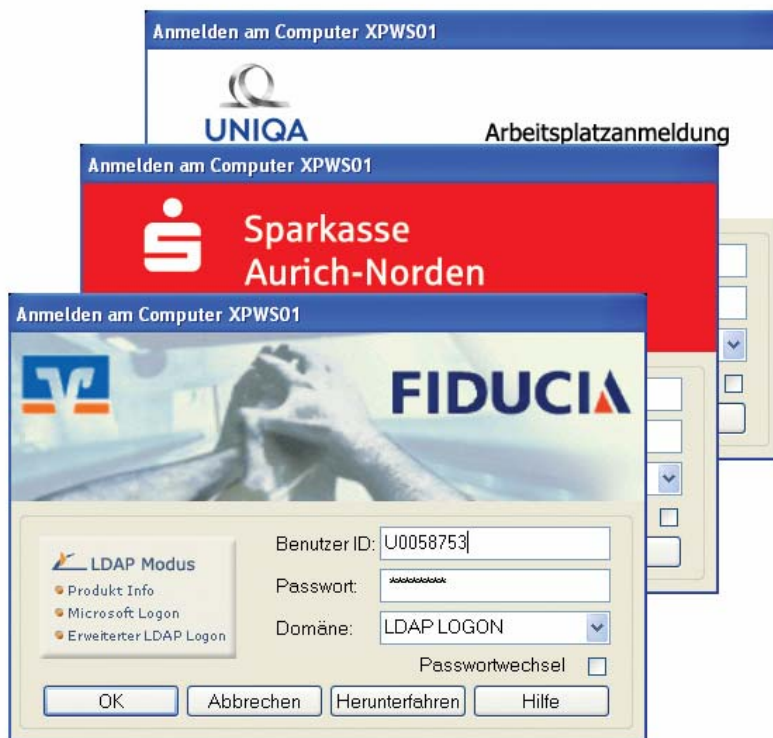 Anmelden am Computer XPWS01
UNIQA
Arbeitsplatzanmeldung
Anmelden am Computer XPWS01
Sparkasse
Aurich-Norden
Anmelden am Computer XPWS01
FIDUCIA
LDAP Modus
Produkt Info
Microsoft Logon
Erweiterter LDAP Logon
Benutzer ID: U0058753
Passwort: *********
Domäne: LDAP LOGON
Passwortwechsel
OK Abbrechen Herunterfahren Hilfe